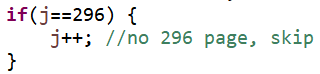 if(j==296) {
    j++; //no 296 page, skip
}